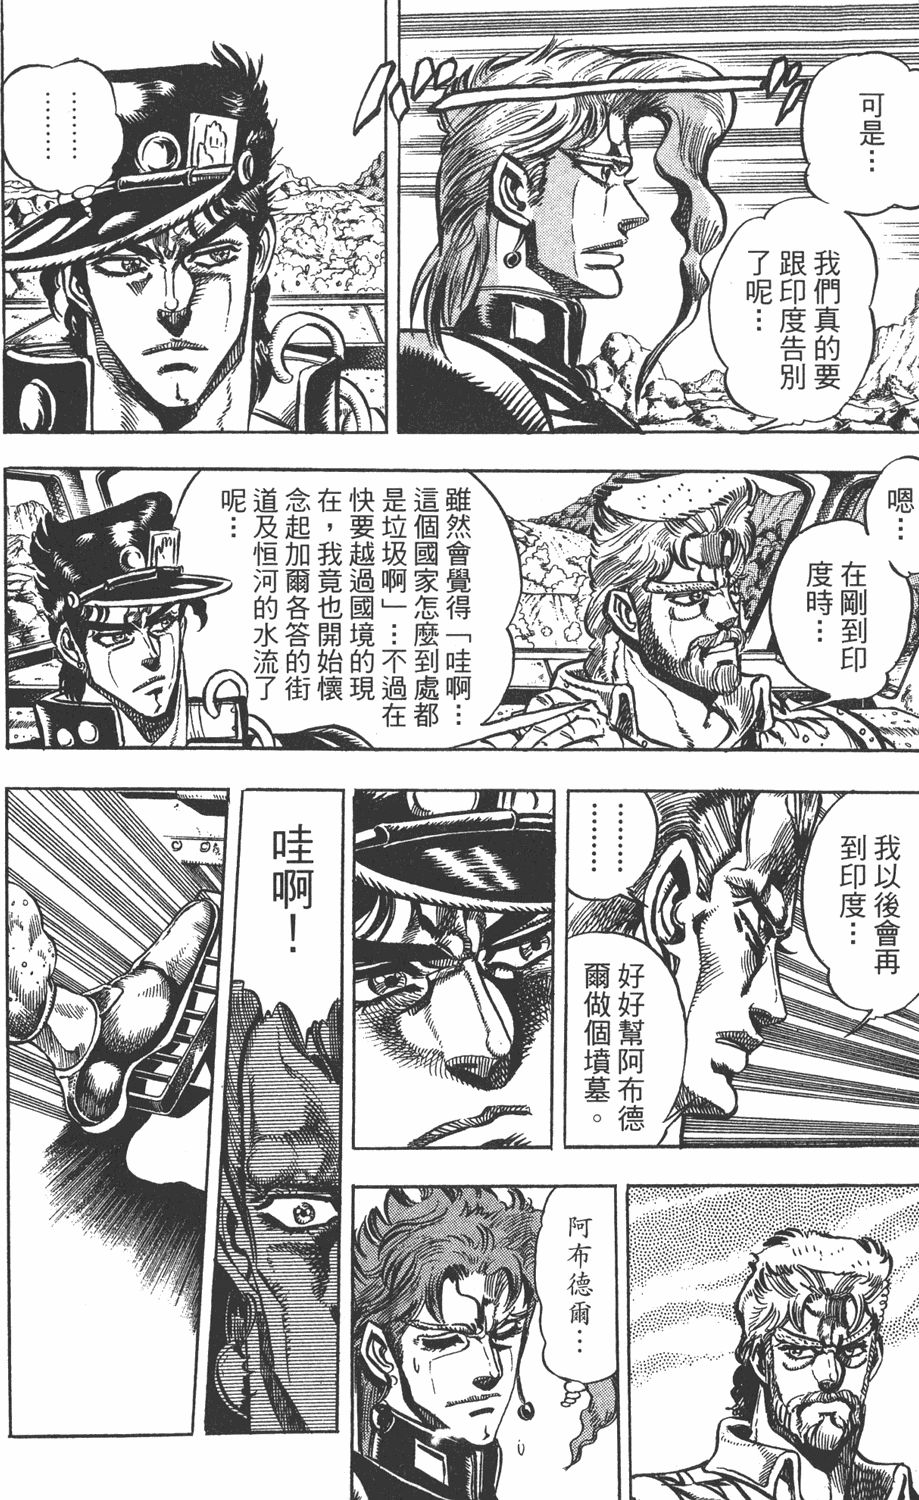 可是…
我們真的要
跟印度告別
了呢…
………
嗯…
在剛到印
度時…
雖然會覺得「哇啊…
這個國家怎麼到處都
是垃圾啊」…不過在
快要越過國境的現
在，我竟也開始懷
念起加爾各答的街
道及恒河的水流了
呢…
我以後會再
到印度…
好好幫阿布德
爾做個墳墓。
………
哇啊！
阿布德爾…